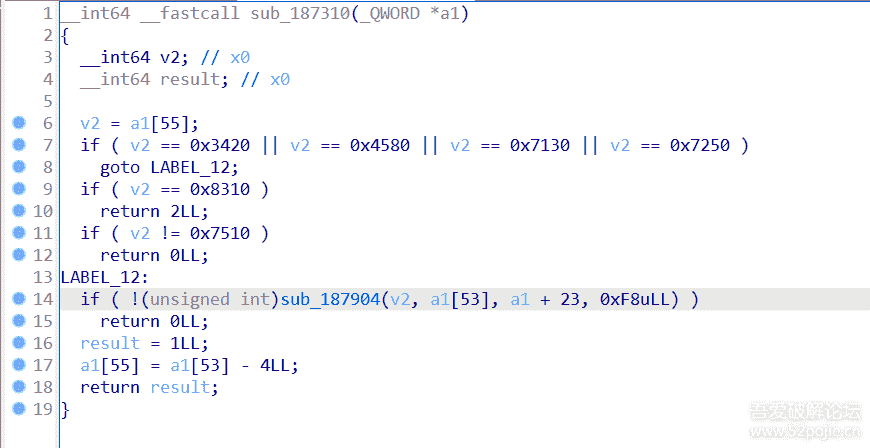 1 __int64 __fastcall sub_187310(_QWORD *a1)
2 {
3   __int64 v2; // x0
4   __int64 result; // x0
5
6   v2 = a1[55];
7   if ( v2 == 0x3420 || v2 == 0x4580 || v2 == 0x7130 || v2 == 0x7250 )
8     goto LABEL_12;
9   if ( v2 == 0x8310 )
10     return 2LL;
11   if ( v2 != 0x7510 )
12     return 0LL;
13 LABEL_12:
14   if ( !(unsigned int)sub_187904(v2, a1[53], a1 + 23, 0xF8uLL) )
15     return 0LL;
16   result = 1LL;
17   a1[55] = a1[53] - 4LL;
18   return result;
19 }
吾爱破解论坛
www.52pojie.cn